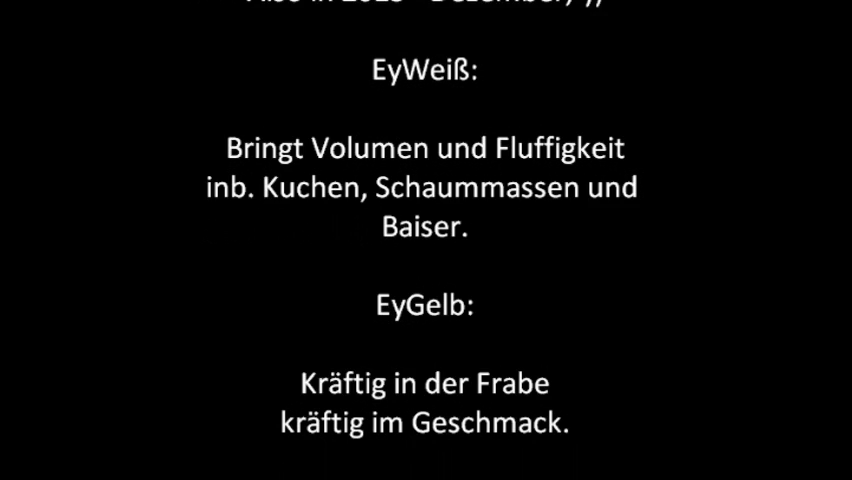 EyWeiß:
Bringt Volumen und Fluffigkeit
inb. Kuchen, Schaummassen und
Baiser.
EyGelb:
Kräftig in der Frabe
kräftig im Geschmack.